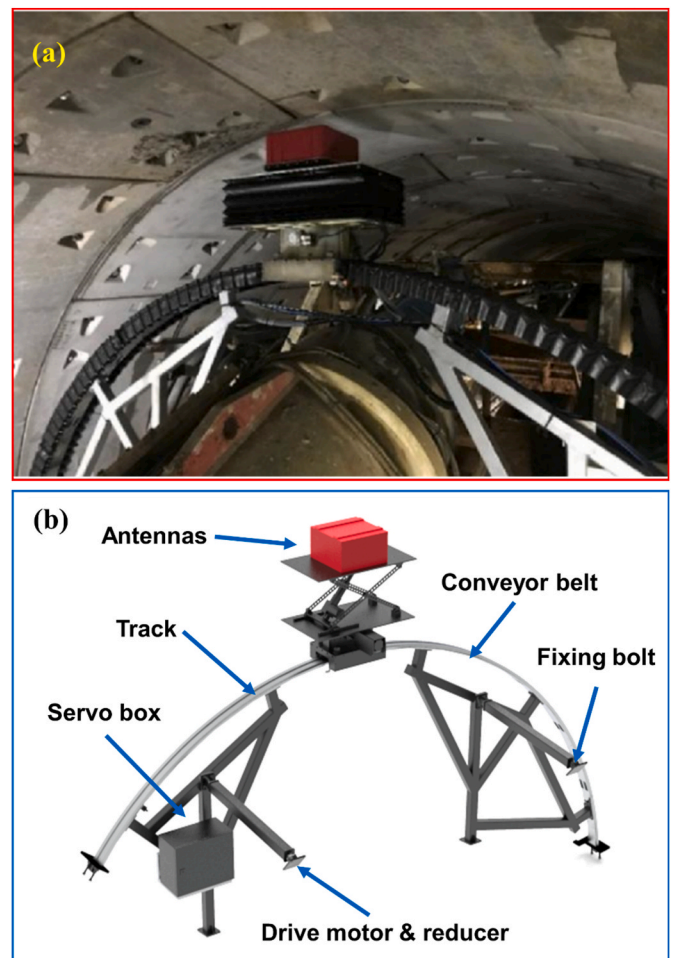 (a)
(b)
Antennas
Conveyor belt
Track
Fixing bolt
Servo box
Drive motor & reducer